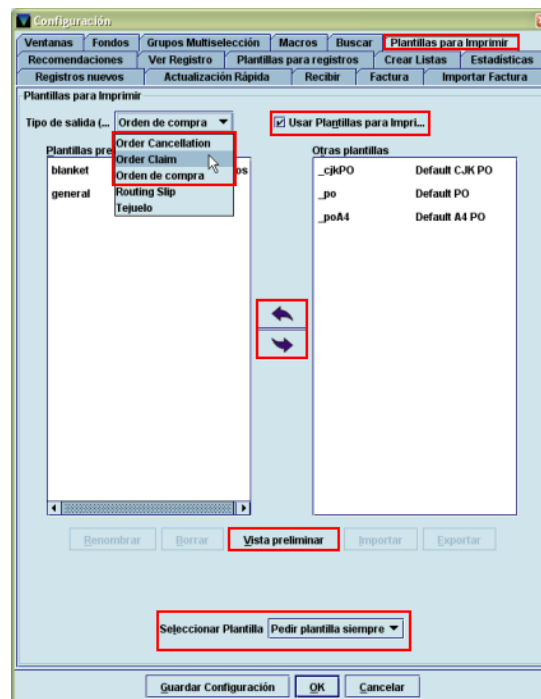 Configuración
Ventanas Fondos Grupos Multiselección Macros Buscar Plantillas para Imprimir
Recomendaciones Ver Registro Plantillas para registros Crear Listas Estadísticas
Registros nuevos Actualización Rápida Recibir Factura Importar Factura
Plantillas para Imprimir
Tipo de salida (... Orden de compra Usar Plantillas para Impri...
Order Cancellation
Order Claim
Orden de compra
Routing Slip
Tejuelo
Plantillas pre
blanket os
general
Otras plantillas
_cjkPO Default CJK PO
_po Default PO
_poA4 Default A4 PO
Renombrar Borrar Vista preliminar Importar Exportar
Seleccionar Plantilla Pedir plantilla siempre
Guardar Configuración OK Cancelar